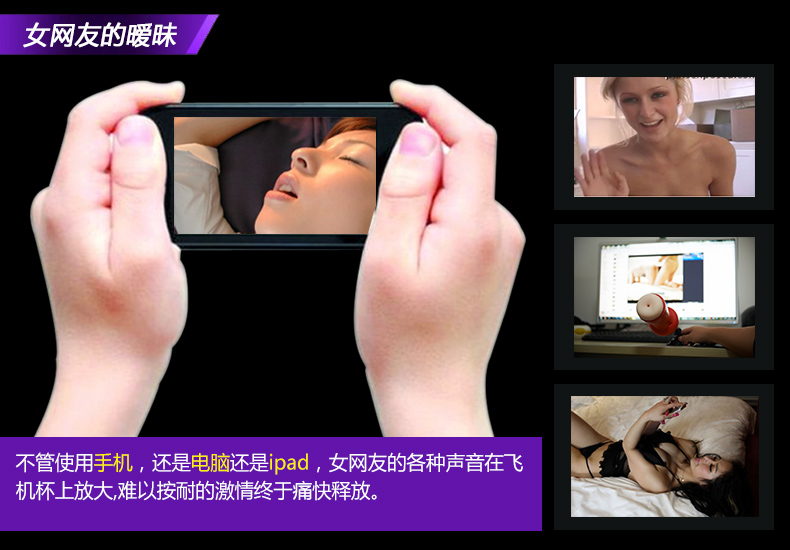 女网友的暧昧
不管使用手机，还是电脑还是ipad，女网友的各种声音在飞
机杯上放大,难以按耐的激情终于痛快释放。